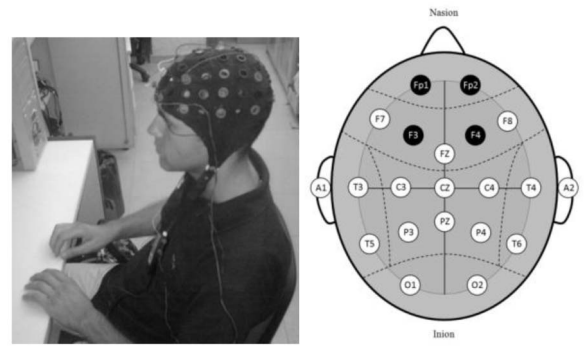 Nasion
Fp1 Fp2
F7 F8
F3 F4
FZ
A1 T3 C3 CZ C4 T4 A2
PZ
P3 P4
T5 T6
O1 O2
Inion